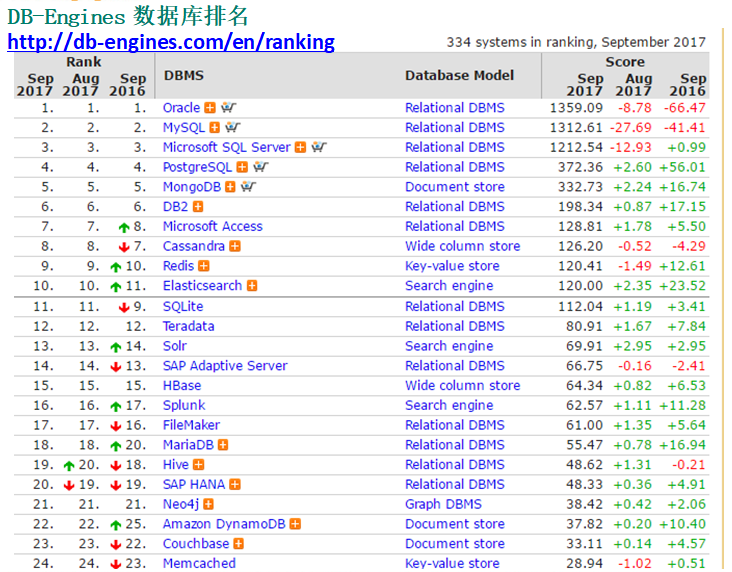 DB-Engines 数据库排名
http://db-engines.com/en/ranking
334 systems in ranking, September 2017
Rank DBMS Database Model Score
Sep 2017 Aug 2017 Sep 2016 Sep 2017 Aug 2017 Sep 2016
1. 1. 1. Oracle Relational DBMS 1359.09 -8.78 -66.47
2. 2. 2. MySQL Relational DBMS 1312.61 -27.69 -41.41
3. 3. 3. Microsoft SQL Server Relational DBMS 1212.54 -12.93 +0.99
4. 4. 4. PostgreSQL Relational DBMS 372.36 +2.60 +56.01
5. 5. 5. MongoDB Document store 332.73 +2.24 +16.74
6. 6. 6. DB2 Relational DBMS 198.34 +0.87 +17.15
7. 7. 8. Microsoft Access Relational DBMS 128.81 +1.78 +5.50
8. 8. 7. Cassandra Wide column store 126.20 -0.52 -4.29
9. 9. 10. Redis Key-value store 120.41 -1.49 +12.61
10. 10. 11. Elasticsearch Search engine 120.00 +2.35 +23.52
11. 11. 9. SQLite Relational DBMS 112.04 +1.19 +3.41
12. 12. 12. Teradata Relational DBMS 80.91 +1.67 +7.84
13. 13. 14. Solr Search engine 69.91 +2.95 +2.95
14. 14. 13. SAP Adaptive Server Relational DBMS 66.75 -0.16 -2.41
15. 15. 15. HBase Wide column store 64.34 +0.82 +6.53
16. 16. 17. Splunk Search engine 62.57 +1.11 +11.28
17. 17. 16. FileMaker Relational DBMS 61.00 +1.35 +5.64
18. 18. 20. MariaDB Relational DBMS 55.47 +0.78 +16.94
19. 20. 18. Hive Relational DBMS 48.62 +1.31 -0.21
20. 19. 19. SAP HANA Relational DBMS 48.33 +0.36 +4.91
21. 21. 21. Neo4j Graph DBMS 38.42 +0.42 +2.06
22. 22. 25. Amazon DynamoDB Document store 37.82 +0.20 +10.40
23. 23. 22. Couchbase Document store 33.11 +0.14 +4.57
24. 24. 23. Memcached Key-value store 28.94 -1.02 +0.51